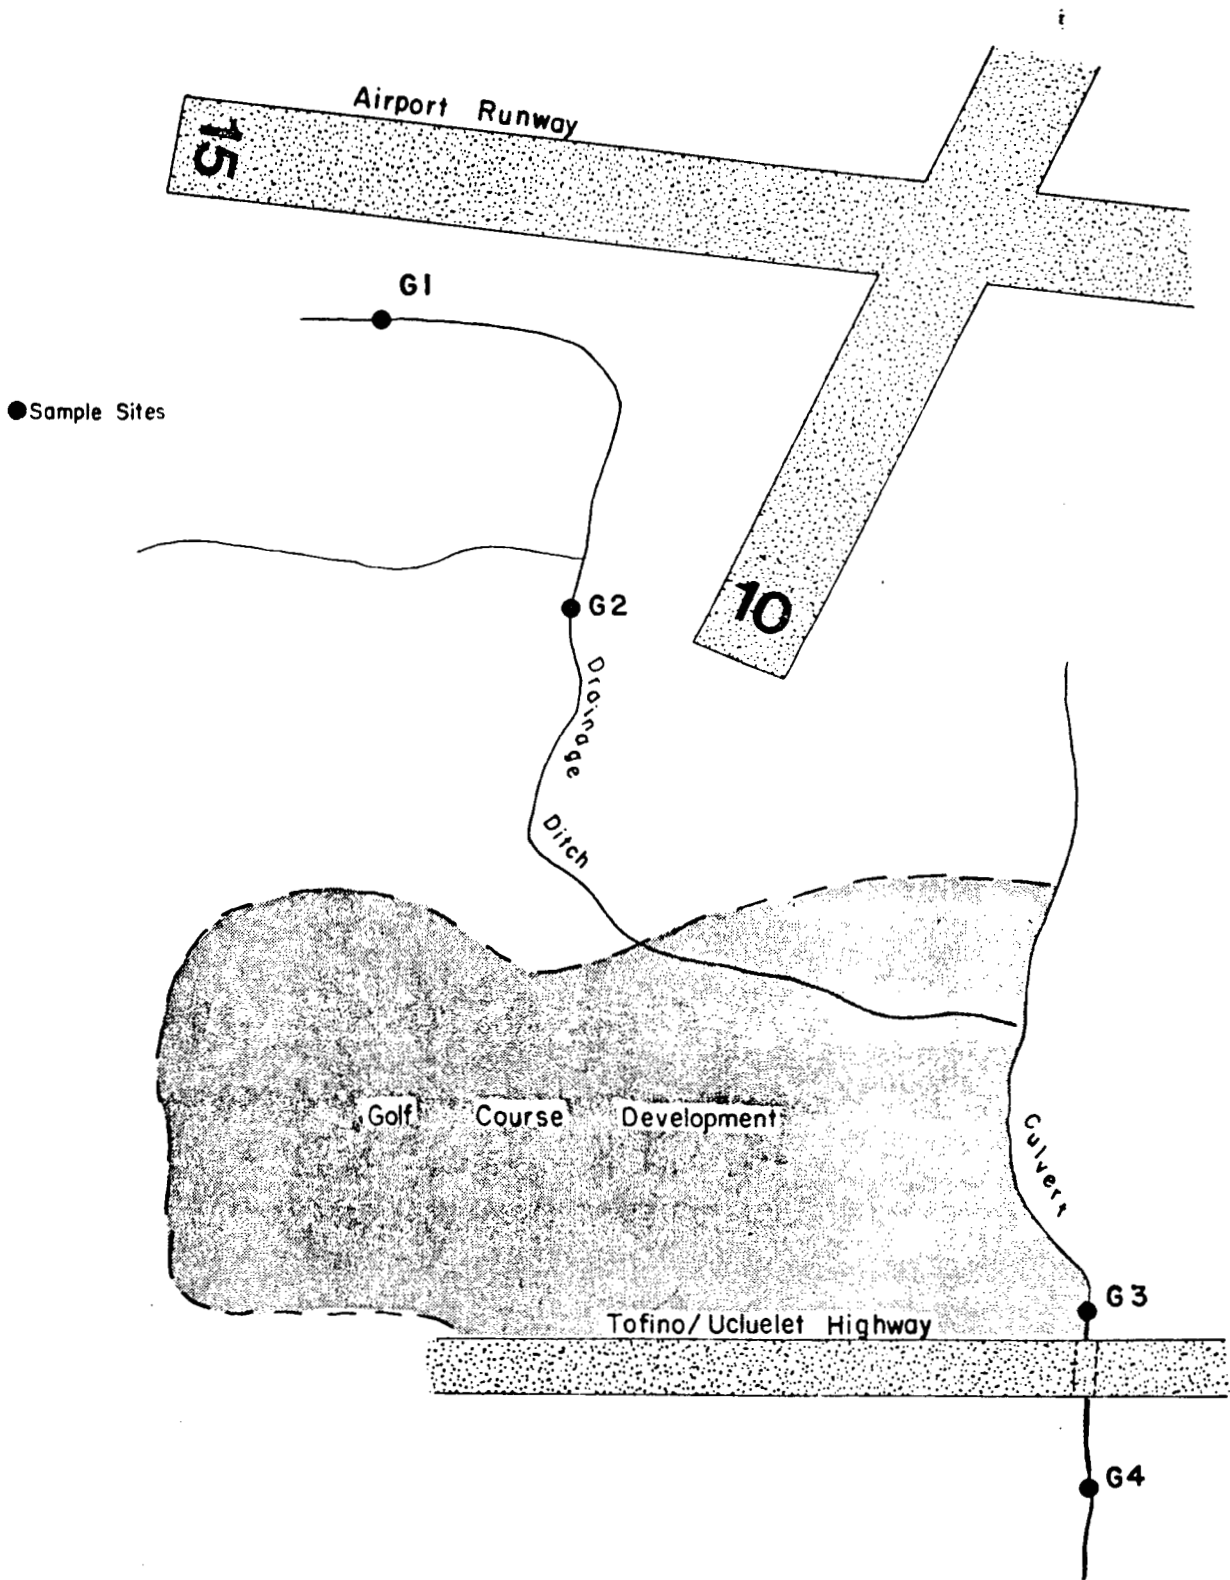 Airport Runway
15
G1
Sample Sites
G2
10
Drainage
Ditch
Golf Course Development
Culvert
G3
Tofino/Ucluelet Highway
G4